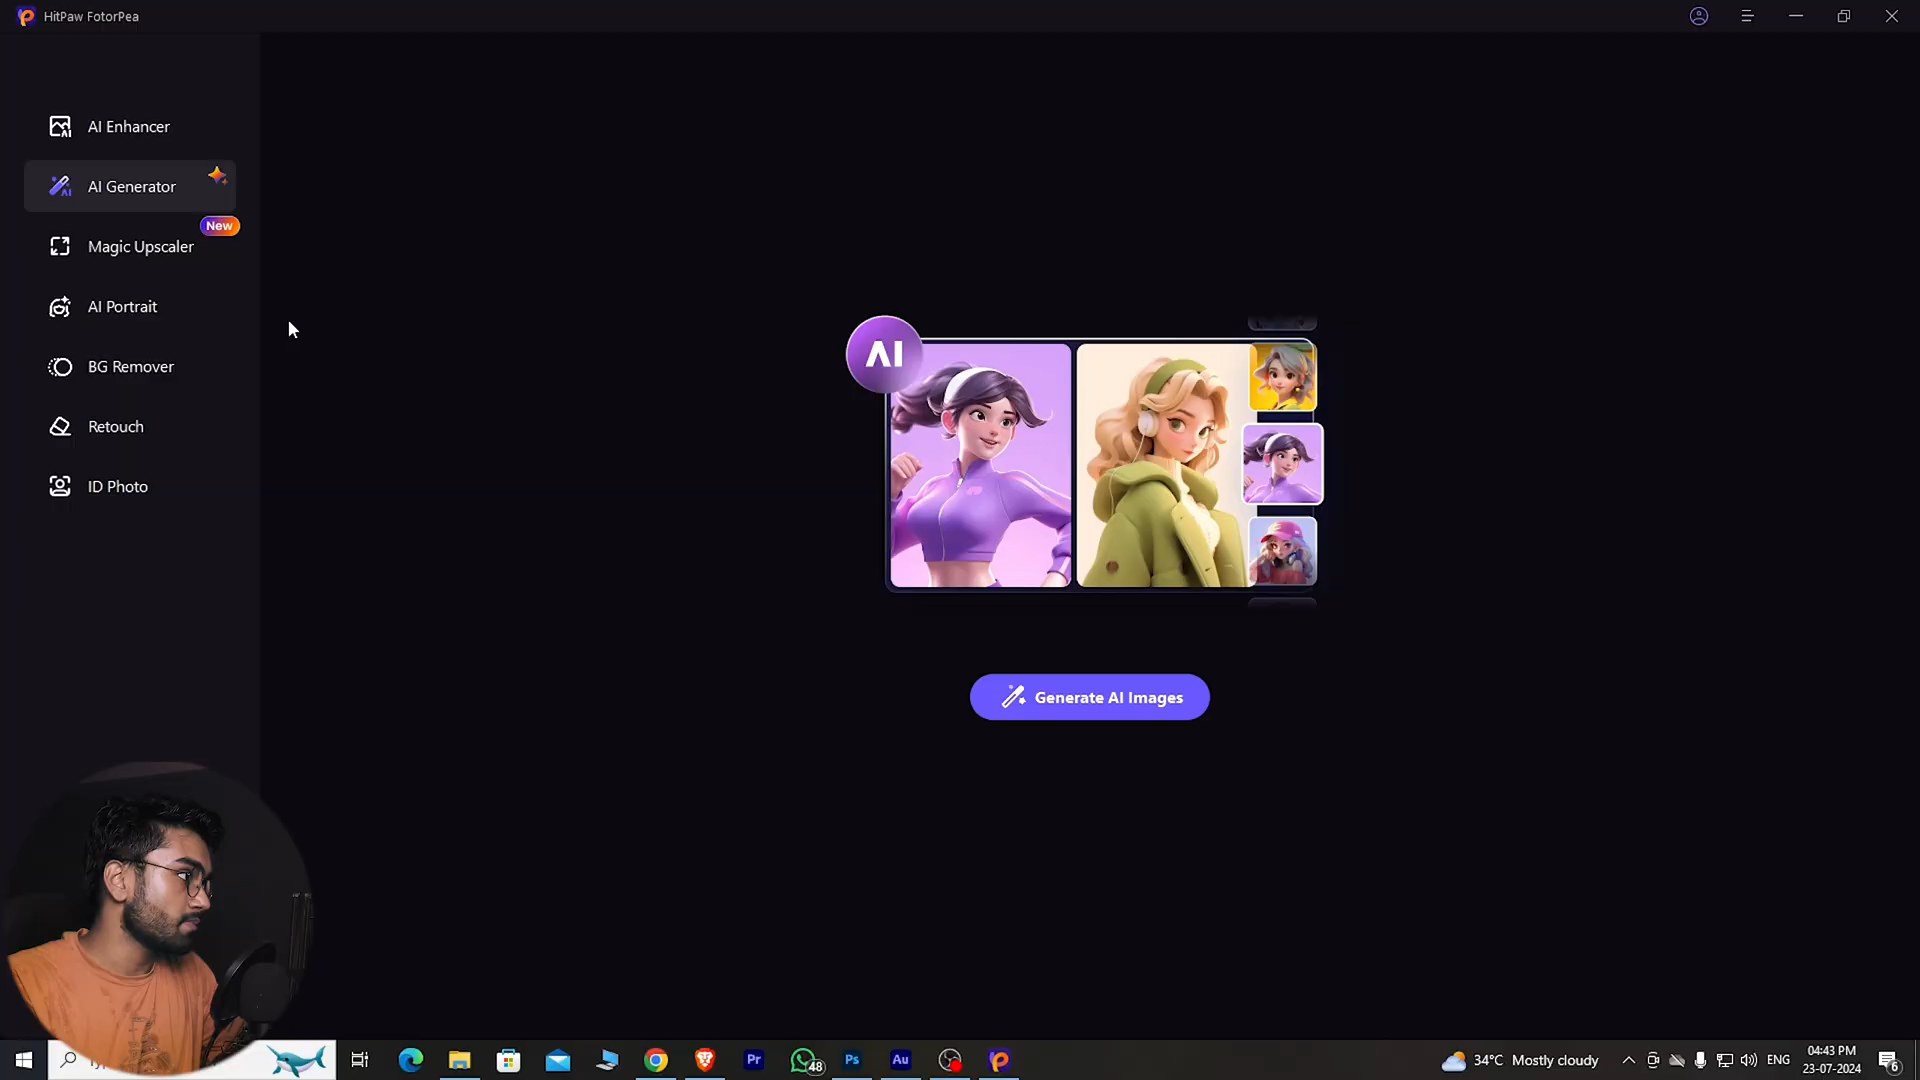 HitPaw FotorPea
AI Enhancer
AI Generator
New
Magic Upscaler
AI Portrait
BG Remover
Retouch
ID Photo
AI
Generate AI Images
Pr
48
Ps
Au
34°C Mostly cloudy
ENG
04:43 PM
23-07-2024
6